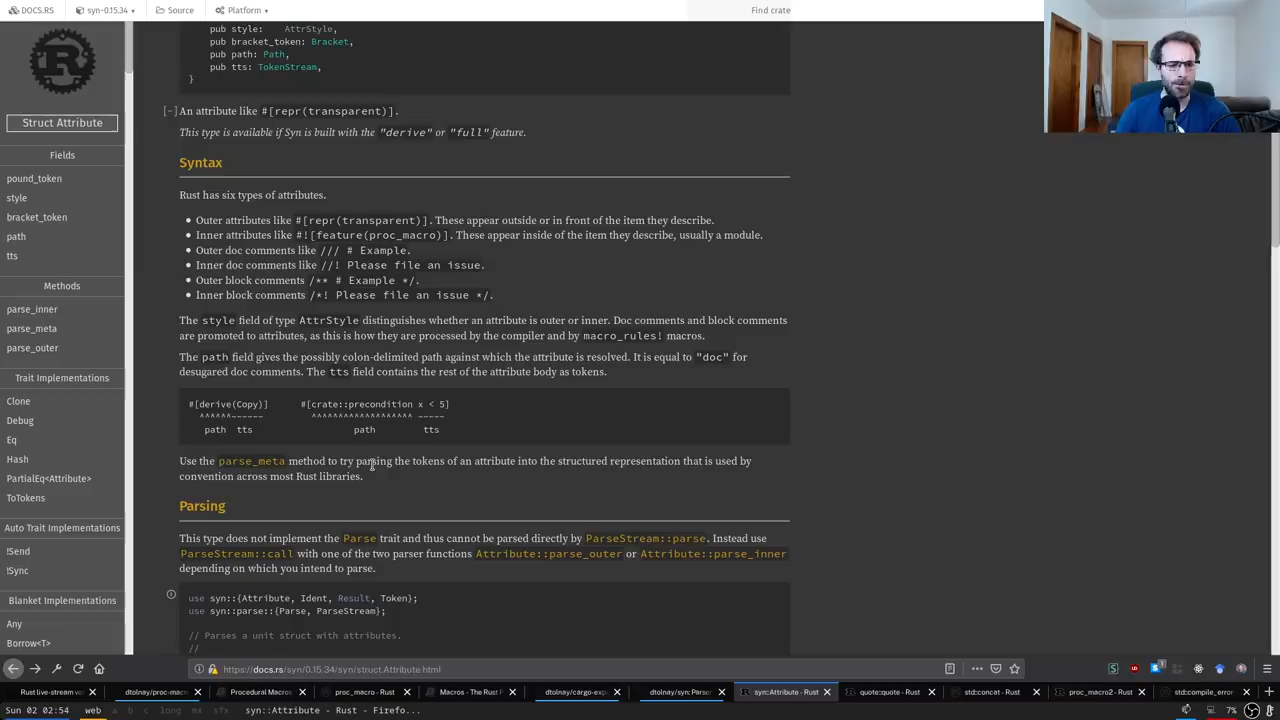 DOCS.RS
syn-0.15.34
Source
Platform
Find crate
pub style: AttrStyle,
pub bracket_token: Bracket,
pub path: Path,
pub tts: TokenStream,
}
Struct Attribute
Fields
pound_token
style
bracket_token
path
tts
Methods
parse_inner
parse_meta
parse_outer
Trait Implementations
Clone
Debug
Eq
Hash
PartialEq<Attribute>
ToTokens
Auto Trait Implementations
!Send
!Sync
Blanket Implementations
Any
Borrow<T>
[-] An attribute like #[repr(transparent)].
This type is available if Syn is built with the "derive" or "full" feature.
Syntax
Rust has six types of attributes.
• Outer attributes like #[repr(transparent)]. These appear outside or in front of the item they describe.
• Inner attributes like #![feature(proc_macro)]. These appear inside of the item they describe, usually a module.
• Outer doc comments like /// # Example.
• Inner doc comments like //! Please file an issue.
• Outer block comments /** # Example */.
• Inner block comments /*! Please file an issue */.
The style field of type AttrStyle distinguishes whether an attribute is outer or inner. Doc comments and block comments
are promoted to attributes, as this is how they are processed by the compiler and by macro_rules! macros.
The path field gives the possibly colon-delimited path against which the attribute is resolved. It is equal to "doc" for
desugared doc comments. The tts field contains the rest of the attribute body as tokens.
#[derive(Copy)] #[crate::precondition x < 5]
^^^^^^------ ^^^^^^^^^^^^^^^^^^^ -----
path tts path tts
Use the parse_meta method to try parsing the tokens of an attribute into the structured representation that is used by
convention across most Rust libraries.
Parsing
This type does not implement the Parse trait and thus cannot be parsed directly by ParseStream::parse. Instead use
ParseStream::call with one of the two parser functions Attribute::parse_outer or Attribute::parse_inner
depending on which you intend to parse.
use syn::{Attribute, Ident, Result, Token};
use syn::parse::{Parse, ParseStream};
// Parses a unit struct with attributes.
//
https://docs.rs/syn/0.15.34/syn/struct.Attribute.html
Rust live-stream vo
dtolnay/proc-mac
Procedural Macros
proc_macro - Rust
Macros - The Rust P
dtolnay/cargo-exp
dtolnay/syn: Parser
syn::Attribute - Rust
quote::quote - Rust
std::concat - Rust
proc_macro2 - Rust
std::compile_error
Sun 02 02:54 web a b c long mx sfx syn::Attribute - Rust - Firefo... 7%